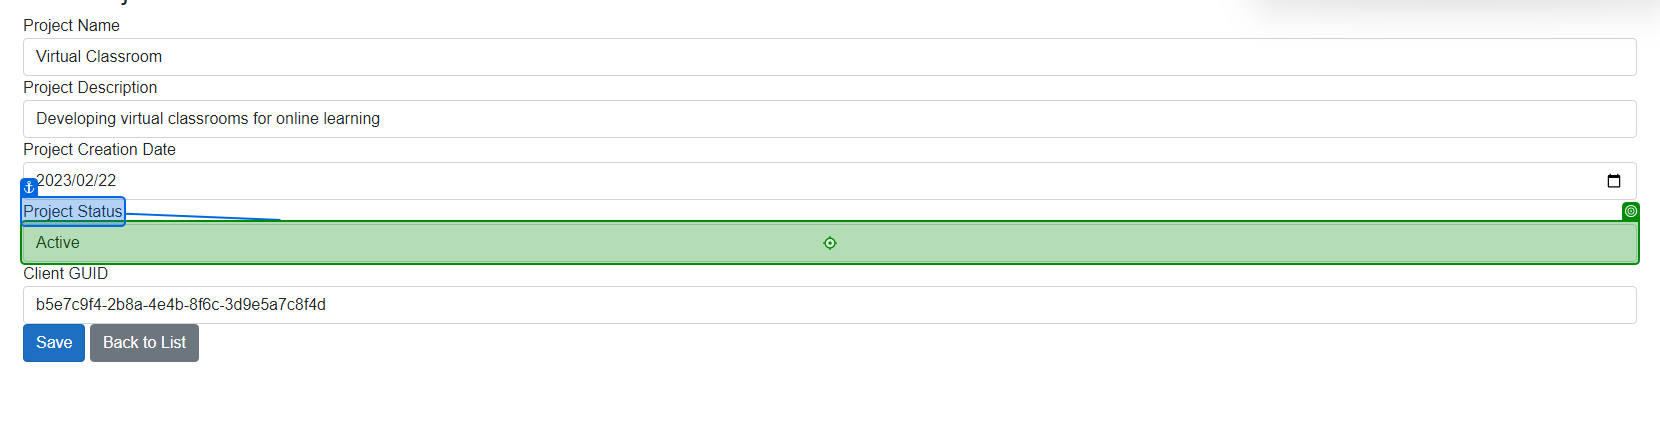 Project Name
Virtual Classroom
Project Description
Developing virtual classrooms for online learning
Project Creation Date
2023/02/22
Project Status
Active
Client GUID
b5e7c9f4-2b8a-4e4b-8f6c-3d9e5a7c8f4d
Save Back to List